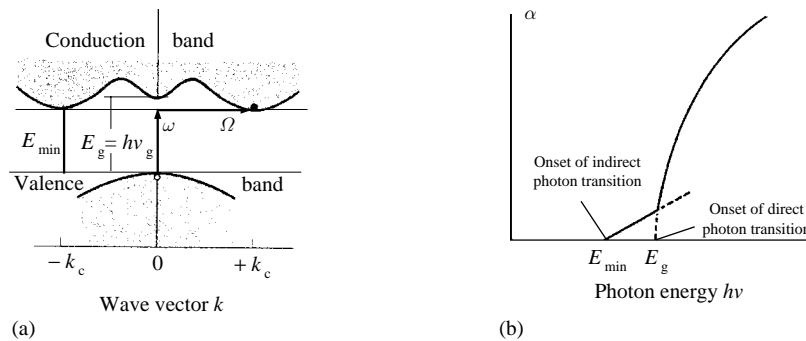 Conduction band
ω
Ω
E_min
E_g = hν_g
Valence band
− k_c 0 + k_c
Wave vector k
(a)
α
Onset of indirect
photon transition
Onset of direct
photon transition
E_min E_g
Photon energy hν
(b)